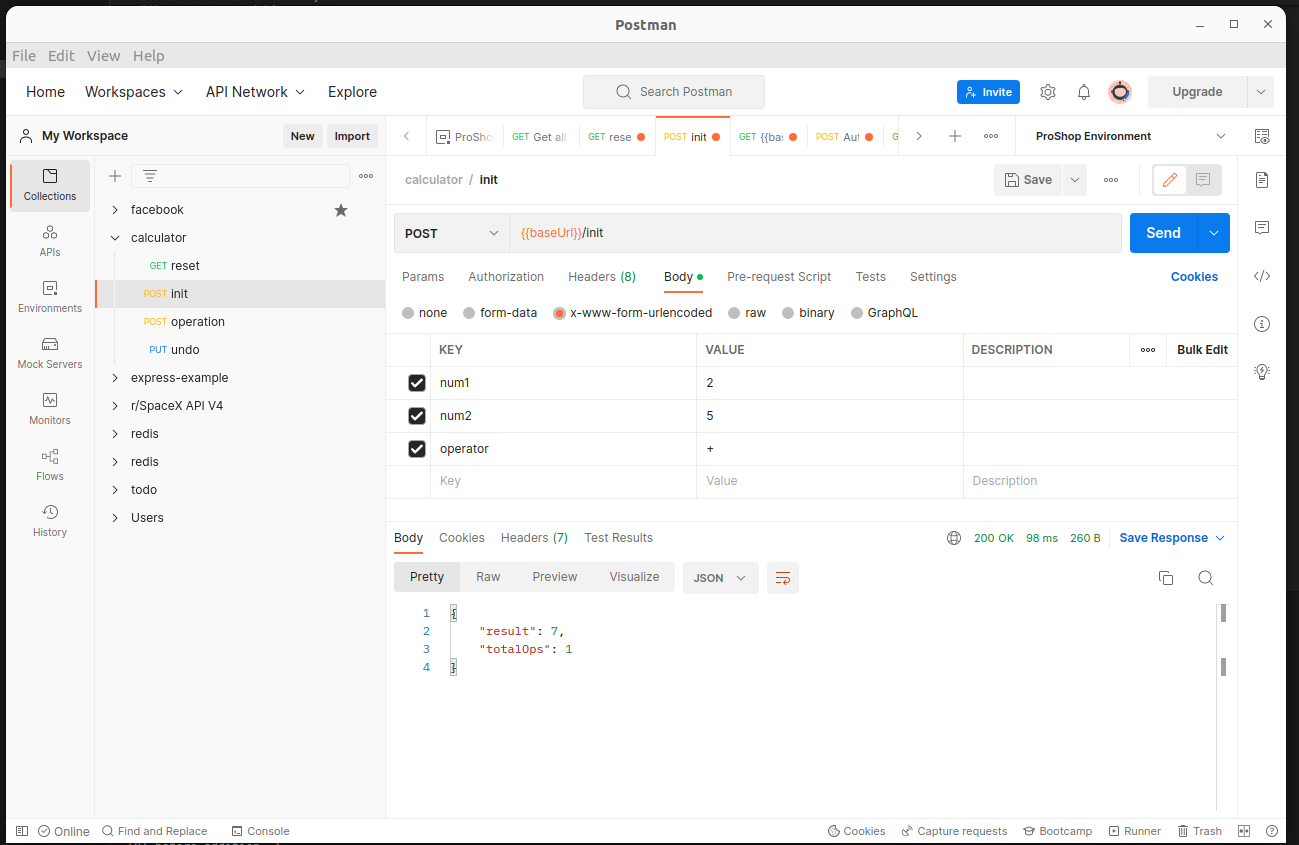 Postman
File Edit View Help
Home Workspaces API Network Explore Search Postman Invite Upgrade
My Workspace New Import
ProSho GET Get all GET rese POST init GET {{bas POST Aut G ProShop Environment
Collections
APIs
Environments
Mock Servers
Monitors
Flows
History
facebook
calculator
GET reset
POST init
POST operation
PUT undo
express-example
r/SpaceX API V4
redis
redis
todo
Users
calculator / init Save
POST {{baseUrl}}/init Send
Params Authorization Headers (8) Body Pre-request Script Tests Settings Cookies
none form-data x-www-form-urlencoded raw binary GraphQL
KEY VALUE DESCRIPTION Bulk Edit
num1 2
num2 5
operator +
Key Value Description
Body Cookies Headers (7) Test Results 200 OK 98 ms 260 B Save Response
Pretty Raw Preview Visualize JSON
1 {
2 "result": 7,
3 "totalOps": 1
4 }
Online Find and Replace Console Cookies Capture requests Bootcamp Runner Trash